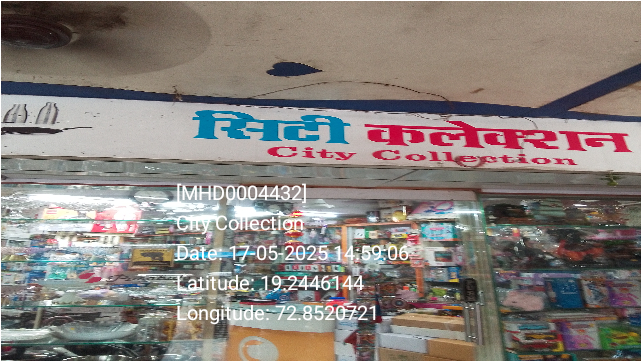 सिटी कलेक्शन
City Collection
[MHD0004432]
City Collection
Date: 17-05-2025 14:59:06
Latitude: 19.2446144
Longitude: 72.8520721